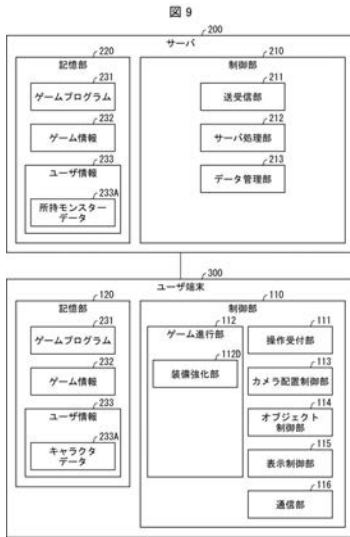 図 9
200
サーバ
220
記憶部
231
ゲームプログラム
232
ゲーム情報
233
ユーザ情報
233A
所持モンスター
データ
210
制御部
211
送受信部
212
サーバ処理部
213
データ管理部
300
ユーザ端末
120
記憶部
231
ゲームプログラム
232
ゲーム情報
233
ユーザ情報
233A
キャラクタ
データ
110
制御部
112
ゲーム進行部
112D
装備強化部
111
操作受付部
113
カメラ配置制御部
114
オブジェクト
制御部
115
表示制御部
116
通信部